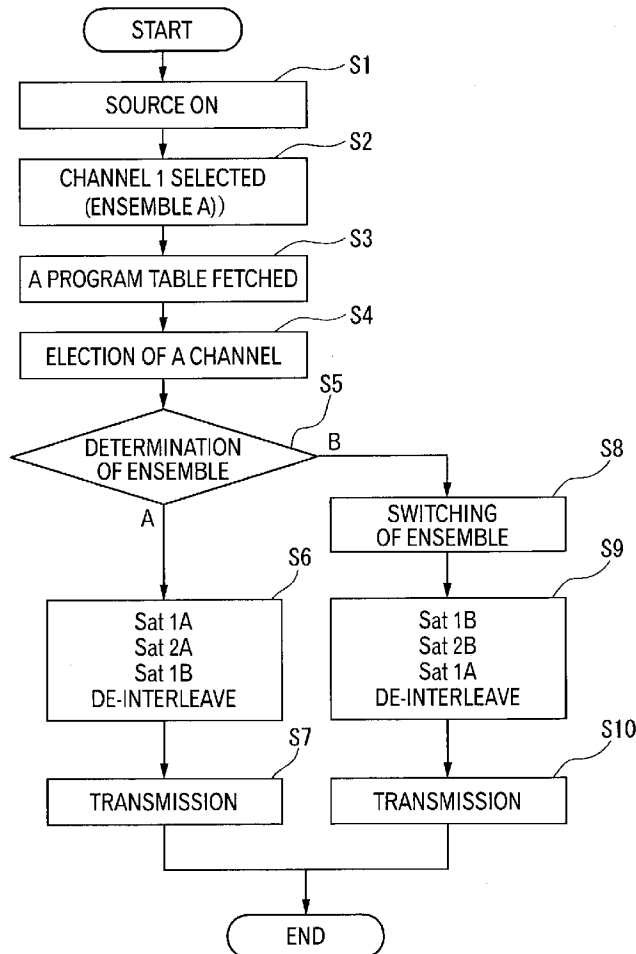 START
S1
SOURCE ON
S2
CHANNEL 1 SELECTED
(ENSEMBLE A))
S3
A PROGRAM TABLE FETCHED
S4
ELECTION OF A CHANNEL
S5
DETERMINATION
OF ENSEMBLE
B
A
S8
SWITCHING
OF ENSEMBLE
S6
Sat 1A
Sat 2A
Sat 1B
DE-INTERLEAVE
S9
Sat 1B
Sat 2B
Sat 1A
DE-INTERLEAVE
S7
TRANSMISSION
S10
TRANSMISSION
END